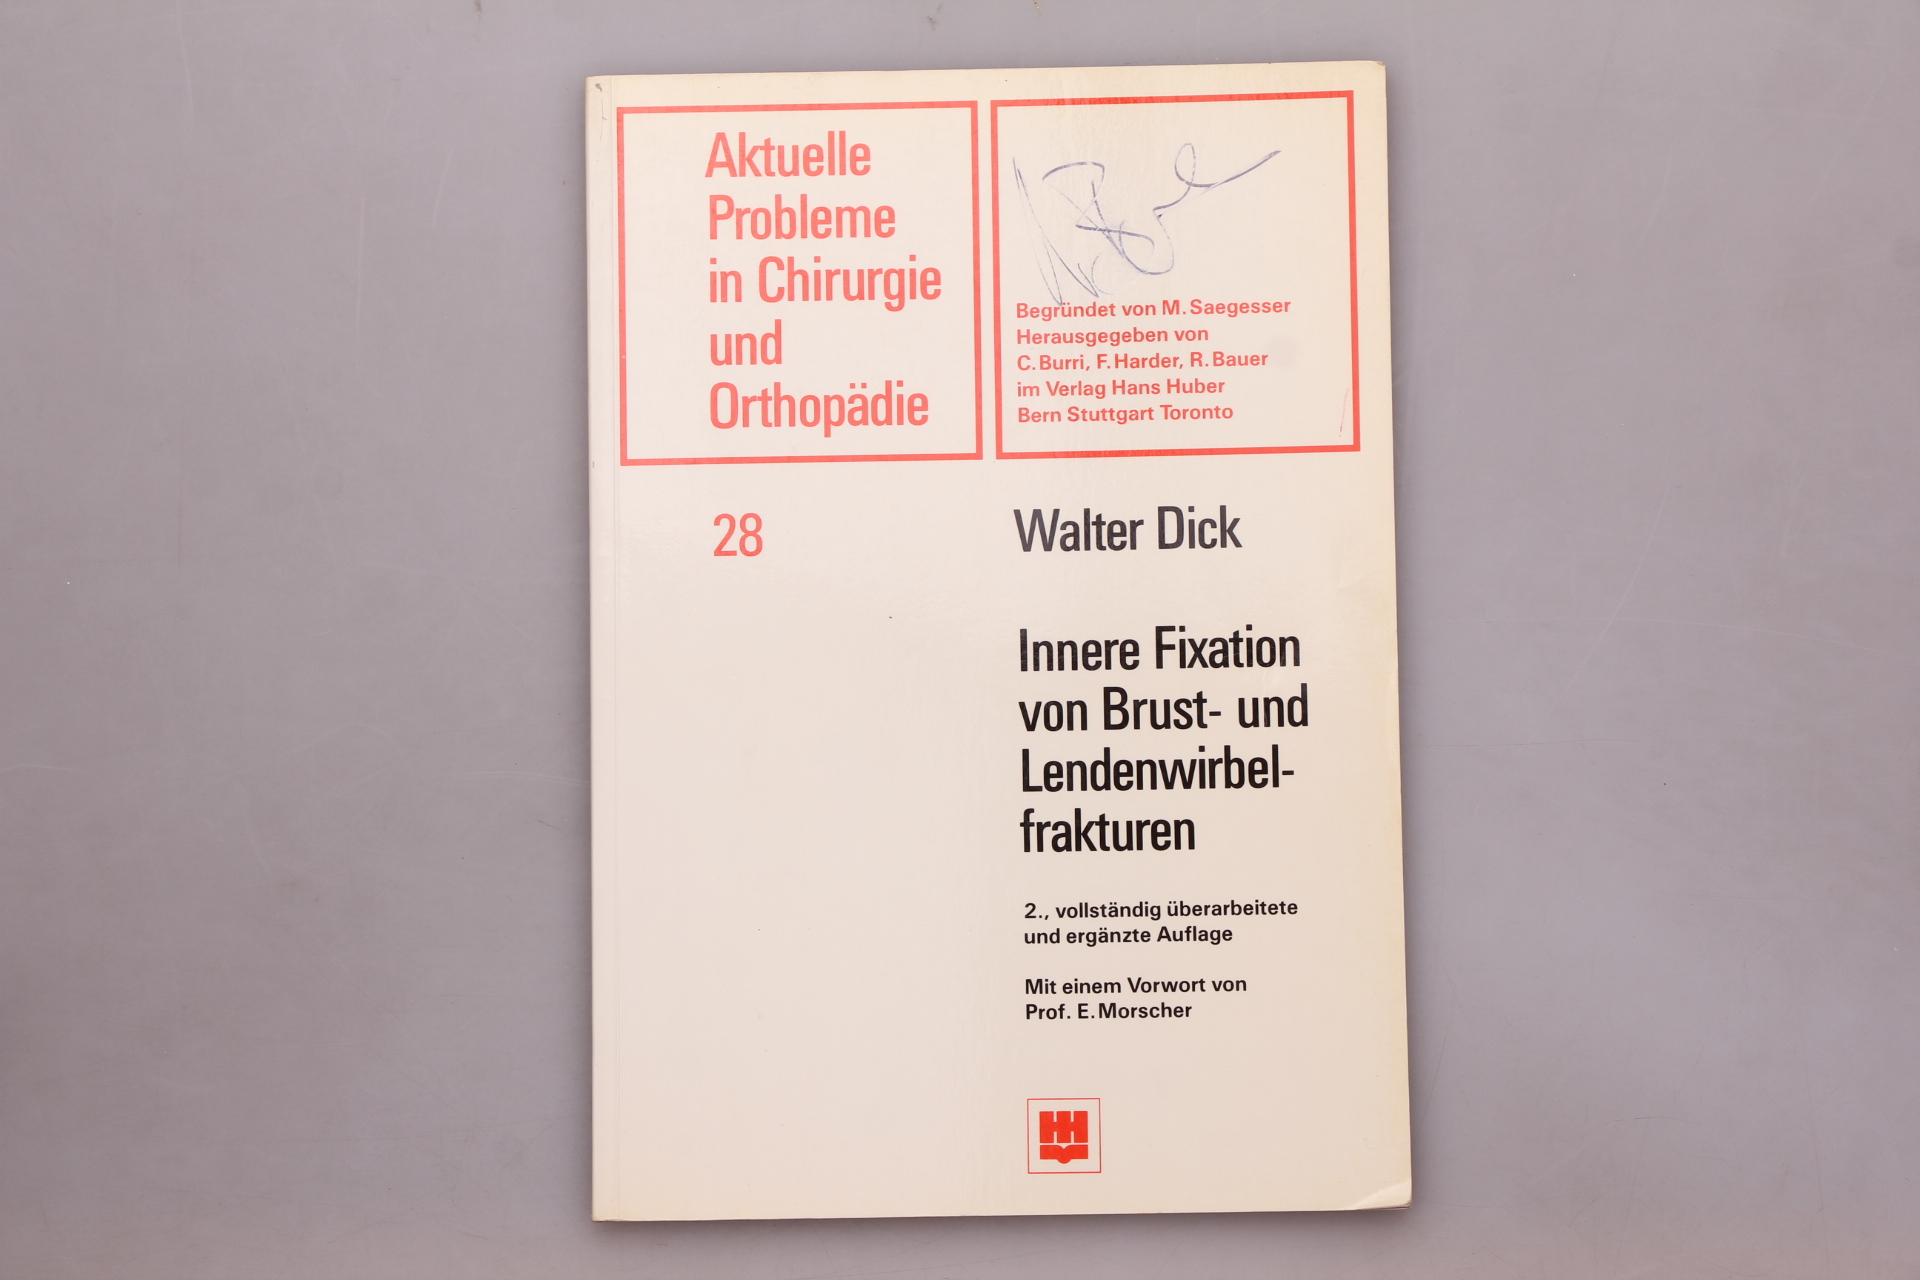 Aktuelle
Probleme
in Chirurgie
und
Orthopädie
Begründet von M. Saegesser
Herausgegeben von
C. Burri, F. Harder, R. Bauer
im Verlag Hans Huber
Bern Stuttgart Toronto
28
Walter Dick
Innere Fixation
von Brust- und
Lendenwirbel-
frakturen
2., vollständig überarbeitete
und ergänzte Auflage
Mit einem Vorwort von
Prof. E. Morscher